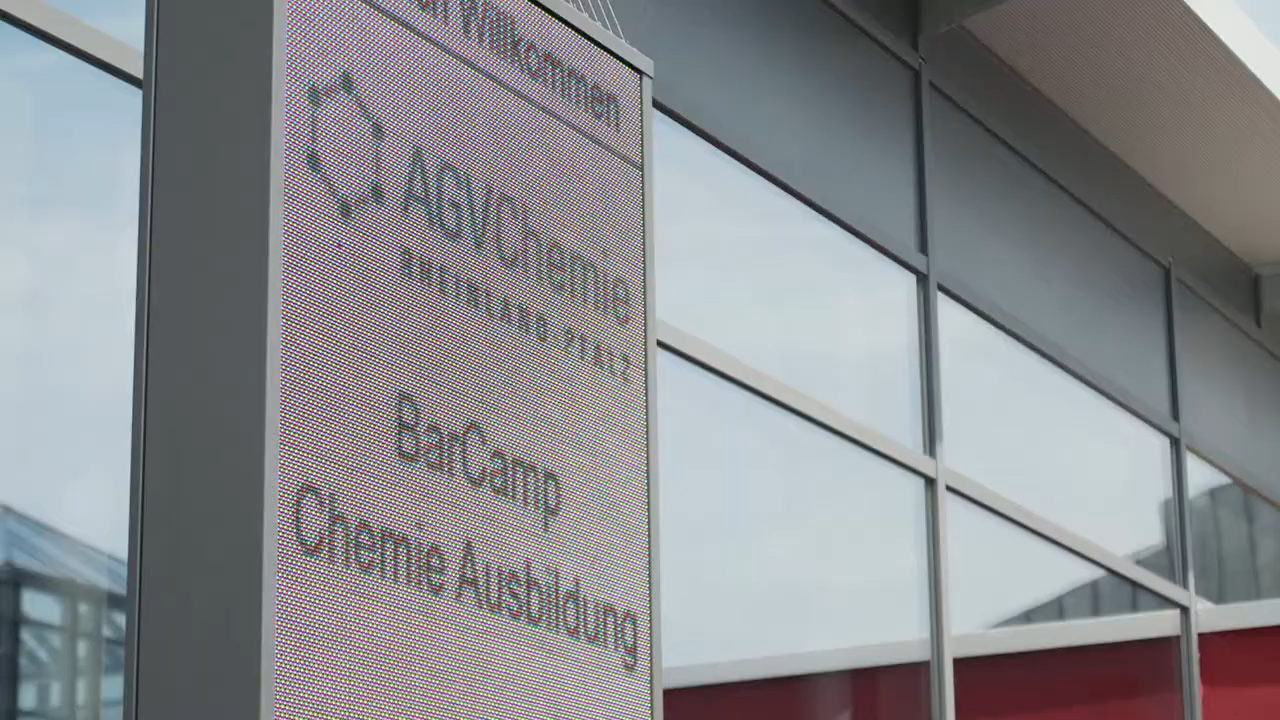 Willkommen
AGVChemie
RHEINLAND-PFALZ
BarCamp
Chemie Ausbildung